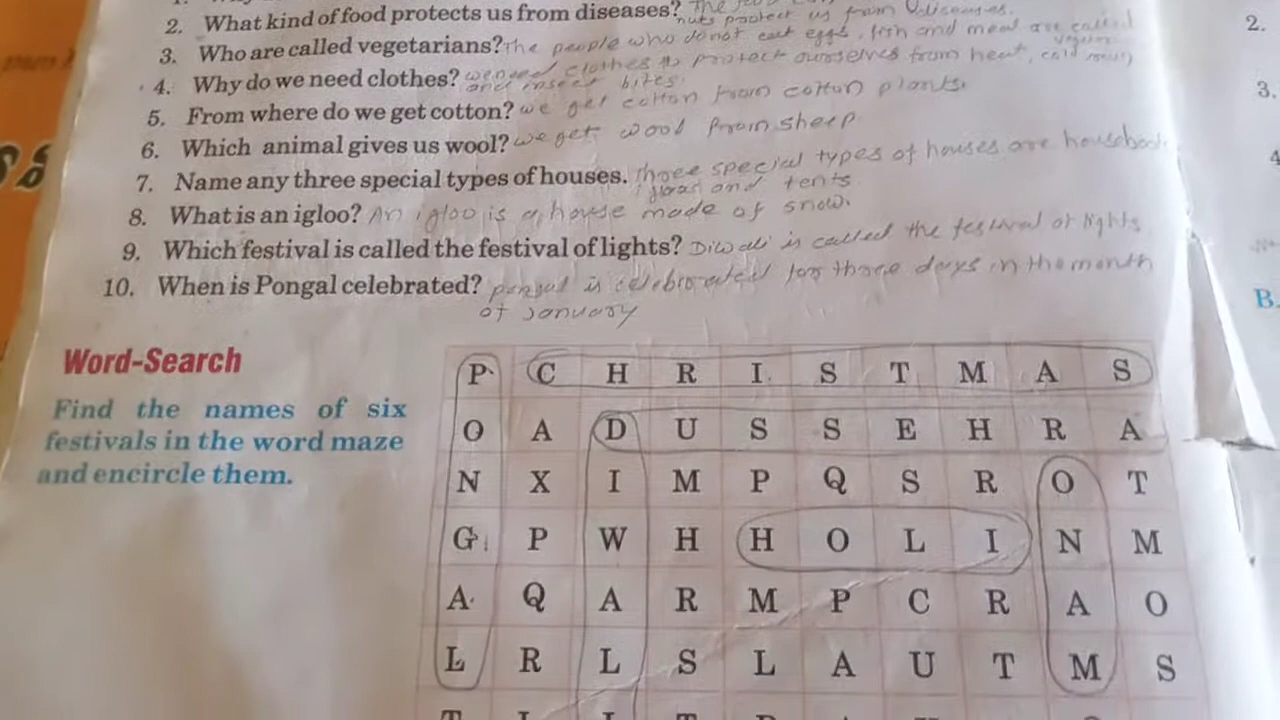 2. What kind of food protects us from diseases? The
nuts protect us from diseases.
3. Who are called vegetarians? The people who do not eat eggs, fish and meat are called
4. Why do we need clothes? we need clothes to protect ourselves from heat, cold
and insect bites.
5. From where do we get cotton? we get cotton from cotton plants.
6. Which animal gives us wool? we get wool from sheep
7. Name any three special types of houses. three special types of houses are
and tents
8. What is an igloo? An igloo is a house made of snow.
9. Which festival is called the festival of lights? Diwali is called the festival of lights
10. When is Pongal celebrated? pongal is celebrated for three days in the month
of January
Word-Search
Find the names of six
festivals in the word maze
and encircle them.
P C H R I S T M A S
O A D U S S E H R A
N X I M P Q S R O T
G P W H H O L I N M
A Q A R M P C R A O
L R L S L A U T M S
2.
3.
4
B.